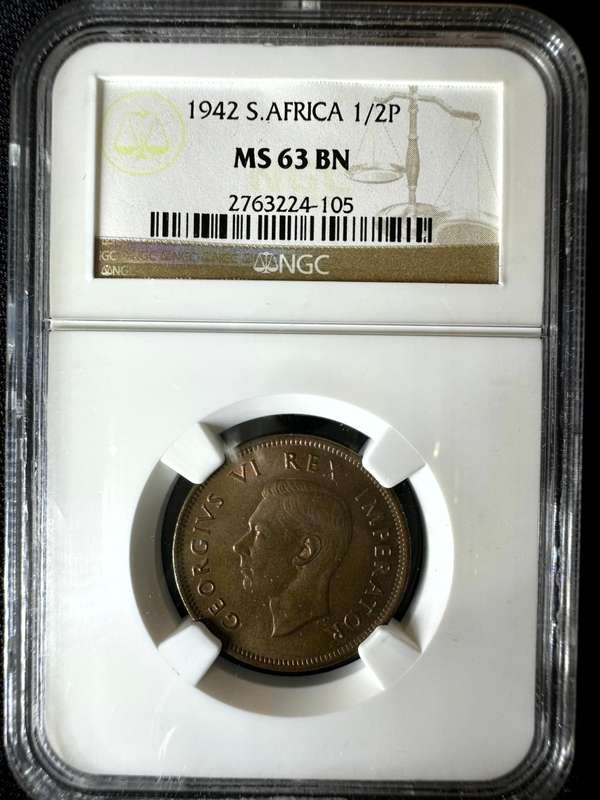 1942 S.AFRICA 1/2P
MS 63 BN
2763224-105
NGC
GEORGIVS VI REX IMPERATOR